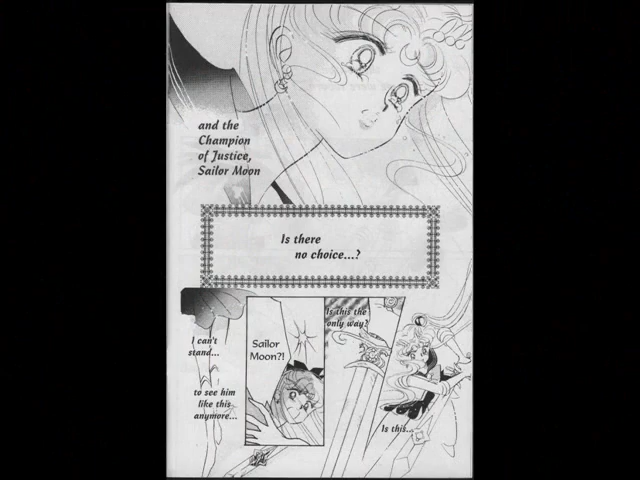 and the
Champion
of Justice,
Sailor Moon
Is there
no choice...?
I can't
stand...
to see him
like this
anymore...
Sailor
Moon?!
Is this the
only way?
Is this...